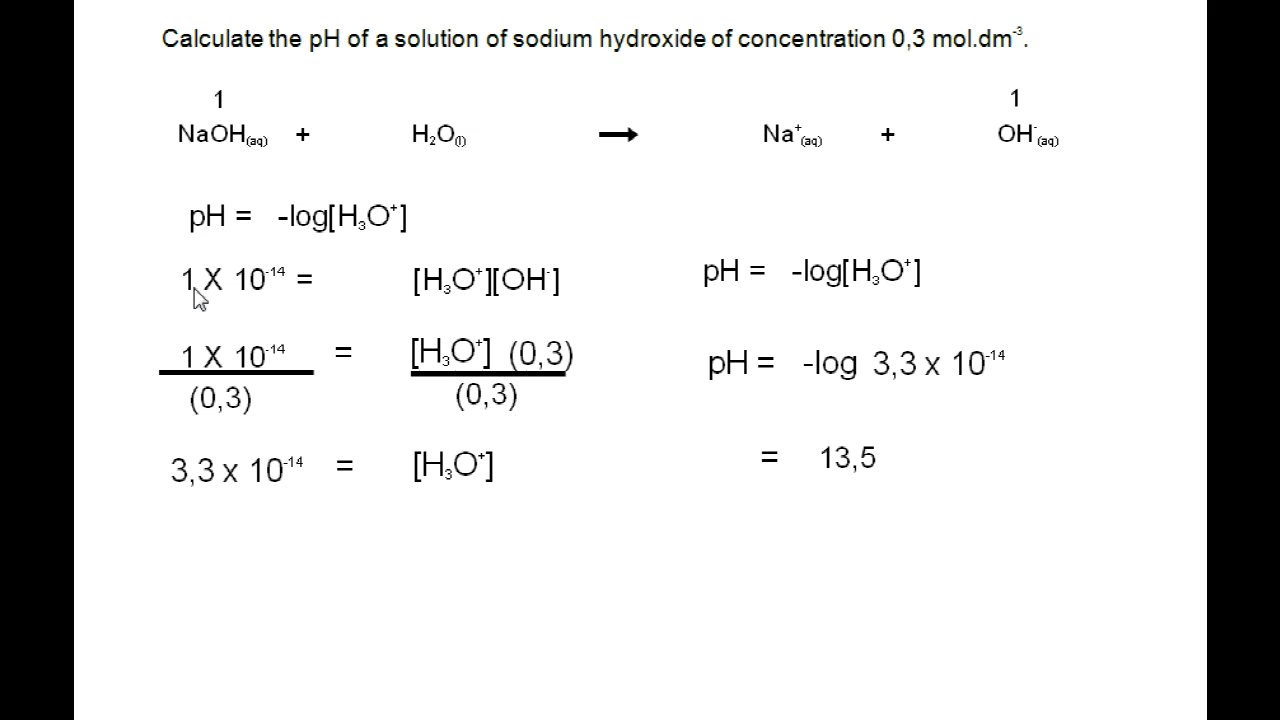 Calculate the pH of a solution of sodium hydroxide of concentration 0,3 mol.dm⁻³.
1 1
NaOH(aq) + H₂O(l) → Na⁺(aq) + OH⁻(aq)
pH = -log[H₃O⁺]
1 X 10⁻¹⁴ = [H₃O⁺][OH⁻]
1 X 10⁻¹⁴ = [H₃O⁺] (0,3)
(0,3) (0,3)
3,3 x 10⁻¹⁴ = [H₃O⁺]
pH = -log[H₃O⁺]
pH = -log 3,3 x 10⁻¹⁴
= 13,5